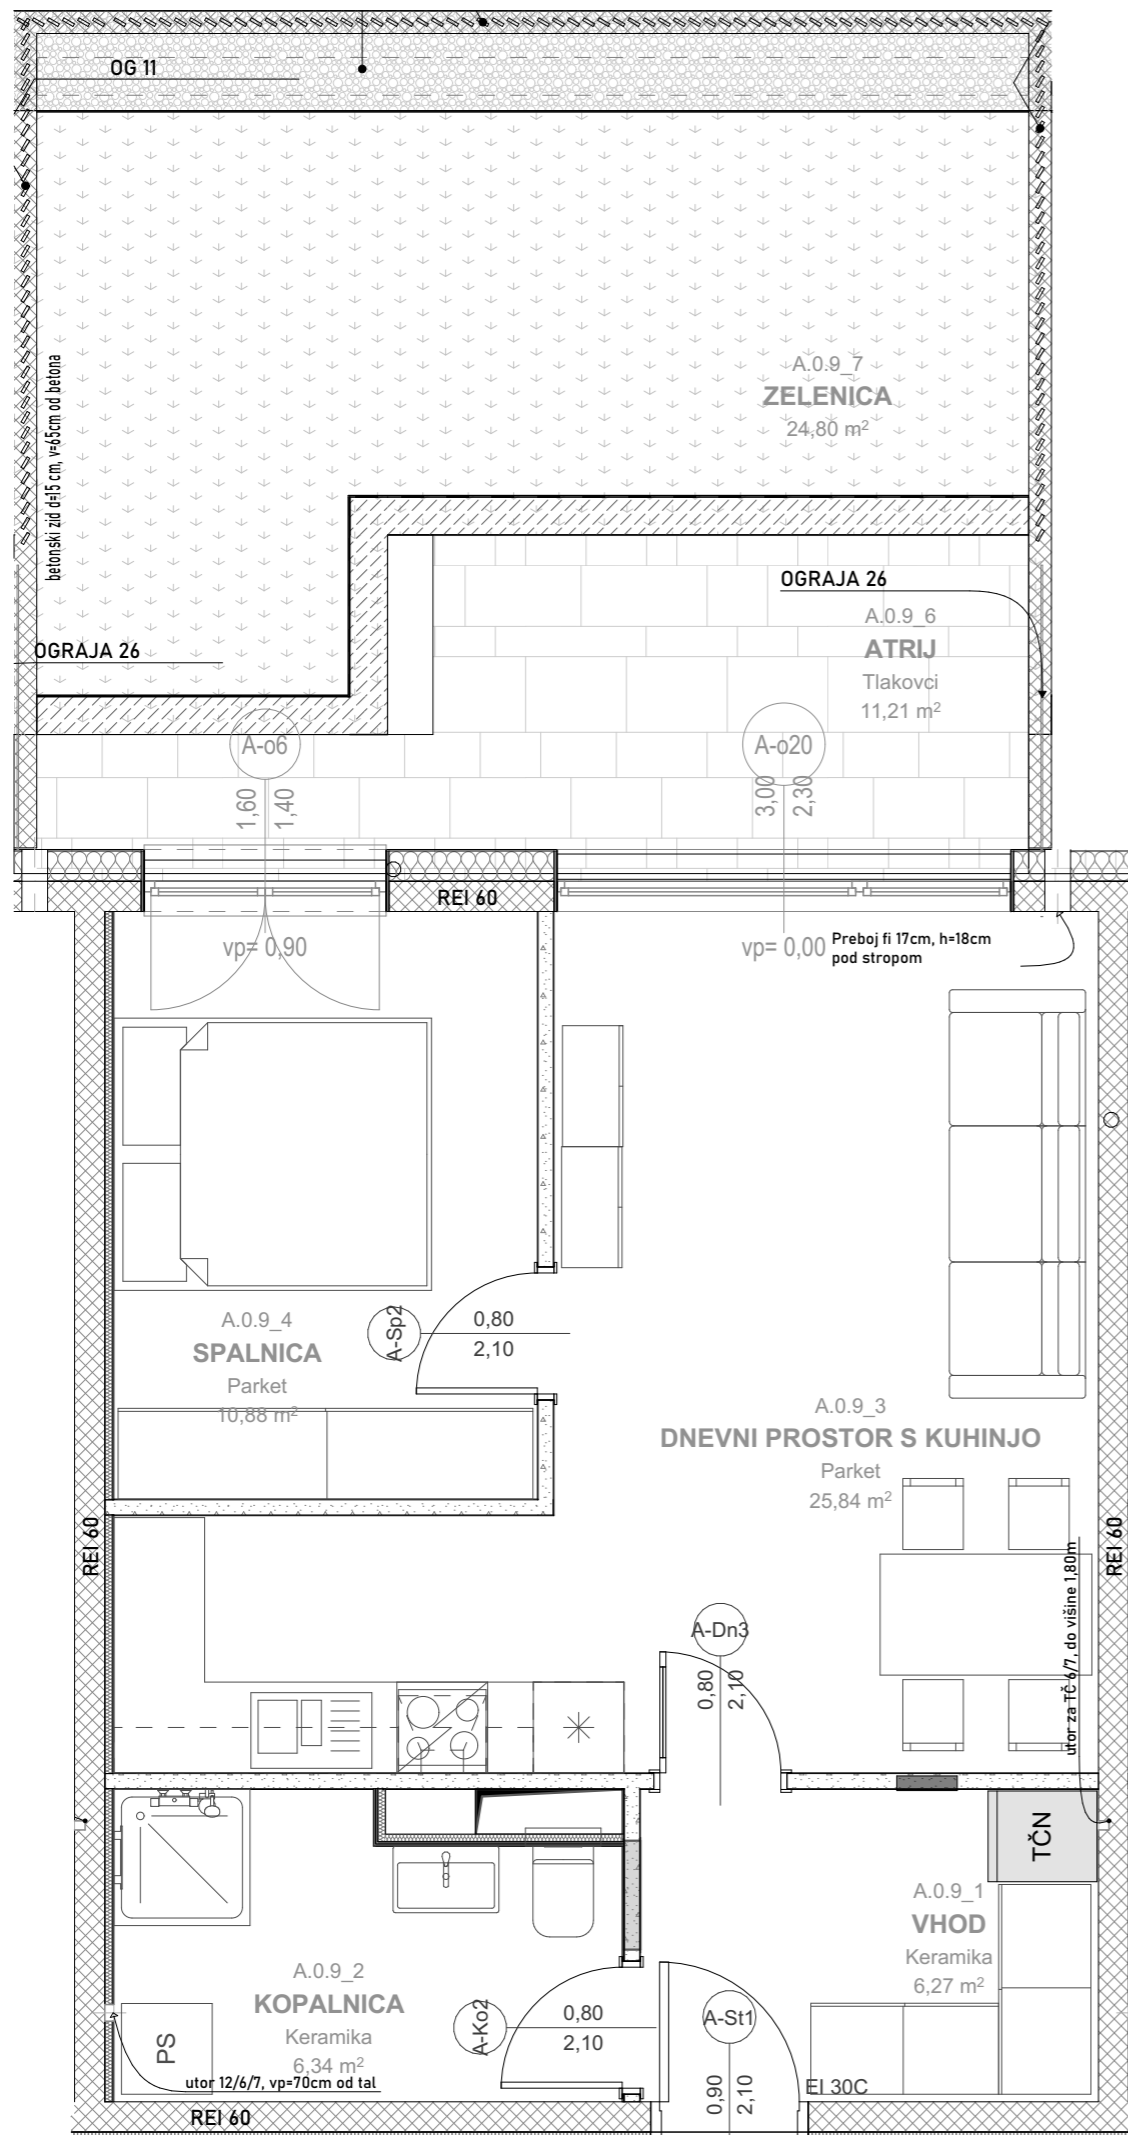 OG 11
A.0.9_7
ZELENICA
24,80 m²
betonski zid d=15 cm, v=65cm od betona
OGRAJA 26
OGRAJA 26
A.0.9_6
ATRIJ
Tlakovci
11,21 m²
A-o6
1,60
1,40
A-o20
3,00
2,30
REI 60
vp= 0,90
vp= 0,00
Preboj fi 17cm, h=18cm
pod stropom
A.0.9_4
SPALNICA
Parket
10,88 m²
A-Sp2
0,80
2,10
A.0.9_3
DNEVNI PROSTOR S KUHINJO
Parket
25,84 m²
REI 60
REI 60
utor za TČ 6/7, do višine 1,80m
A-Dn3
0,80
2,10
TČN
A.0.9_1
VHOD
Keramika
6,27 m²
A.0.9_2
KOPALNICA
Keramika
6,34 m²
PS
utor 12/6/7, vp=70cm od tal
A-Ko2
0,80
2,10
A-St1
0,90
2,10
EI 30C
REI 60